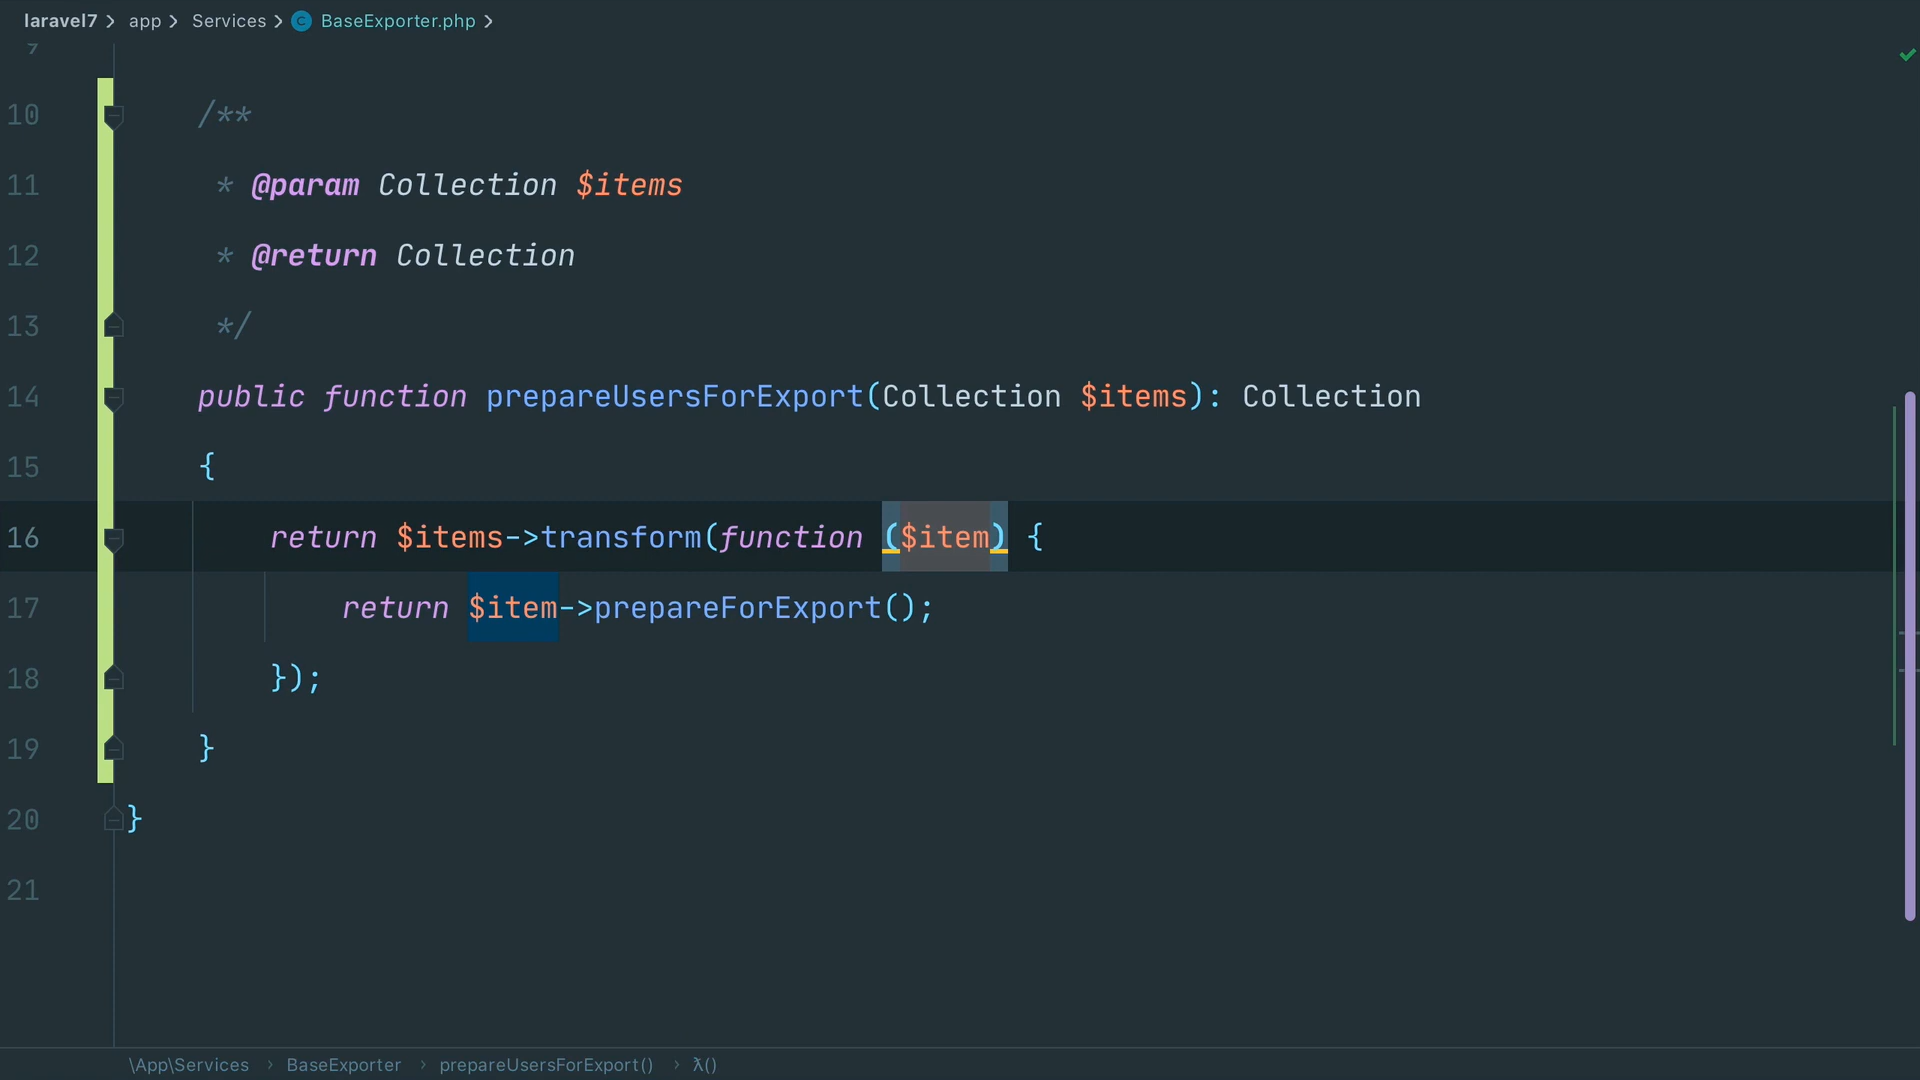 laravel7 > app > Services > C BaseExporter.php >
9
10 /**
11 * @param Collection $items
12 * @return Collection
13 */
14 public function prepareUsersForExport(Collection $items): Collection
15 {
16 return $items->transform(function ($item) {
17 return $item->prepareForExport();
18 });
19 }
20 }
21
\App\Services > BaseExporter > prepareUsersForExport() > ƛ()